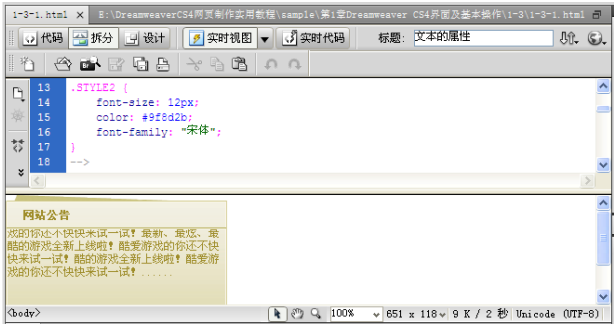 1-3-1.html × E:\DreamweaverCS4网页制作实用教程\sample\第1章Dreamweaver CS4界面及基本操作\1-3\1-3-1.html
代码 拆分 设计 实时视图 实时代码 标题: 文本的属性
13 .STYLE2 {
14 font-size: 12px;
15 color: #9f8d2b;
16 font-family: "宋体";
17 }
18 -->
网站公告
戏的你还不快快来试一试! 最新、最炫、最
酷的游戏全新上线啦! 酷爱游戏的你还不快
快来试一试! 酷的游戏全新上线啦! 酷爱游
戏的你还不快快来试一试! ......
<body> 100% 651 x 118 9 K / 2 秒 Unicode (UTF-8)